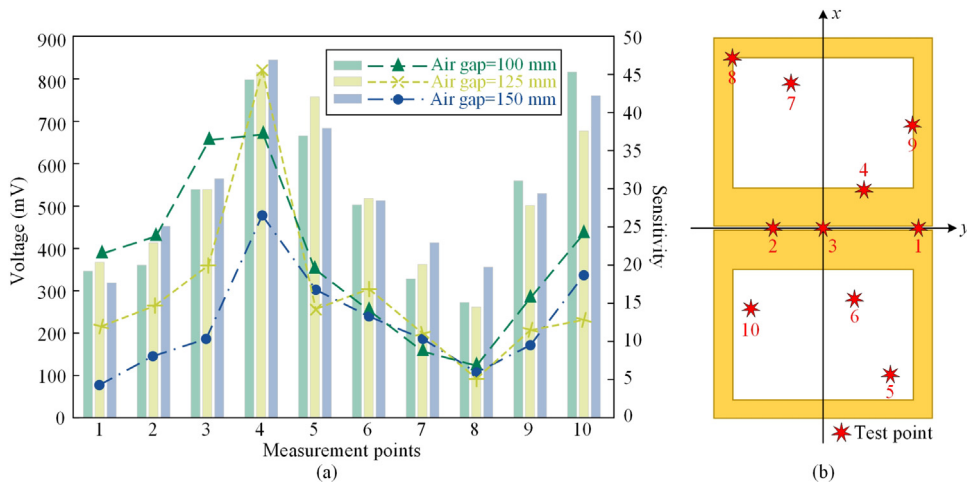 900
800
700
600
500
400
300
200
100
0
Voltage (mV)
50
45
40
35
30
25
20
15
10
5
0
Sensitivity
Air gap=100 mm
Air gap=125 mm
Air gap=150 mm
1 2 3 4 5 6 7 8 9 10
Measurement points
(a)
x
8
7
9
4
2 3 1 y
10 6
5
Test point
(b)